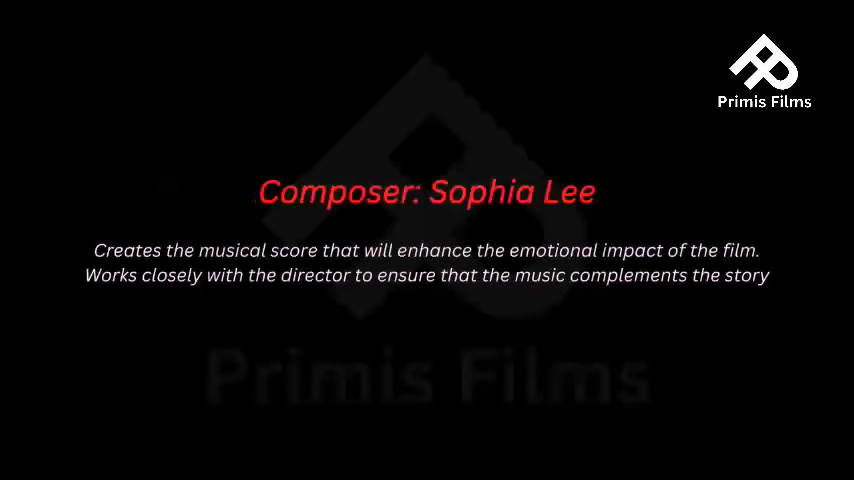 Primis Films
Composer: Sophia Lee
Creates the musical score that will enhance the emotional impact of the film.
Works closely with the director to ensure that the music complements the story
Primis Films